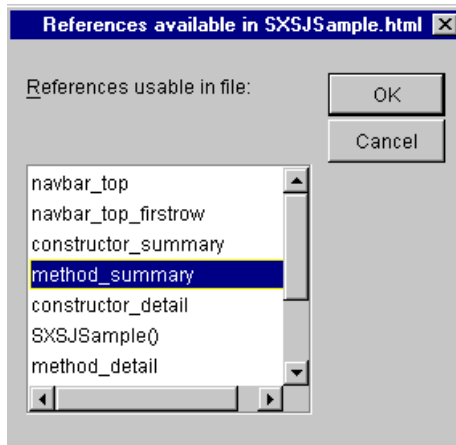 References available in SXSJSample.html
References usable in file:
OK
Cancel
navbar_top
navbar_top_firstrow
constructor_summary
method_summary
constructor_detail
SXSJSample()
method_detail